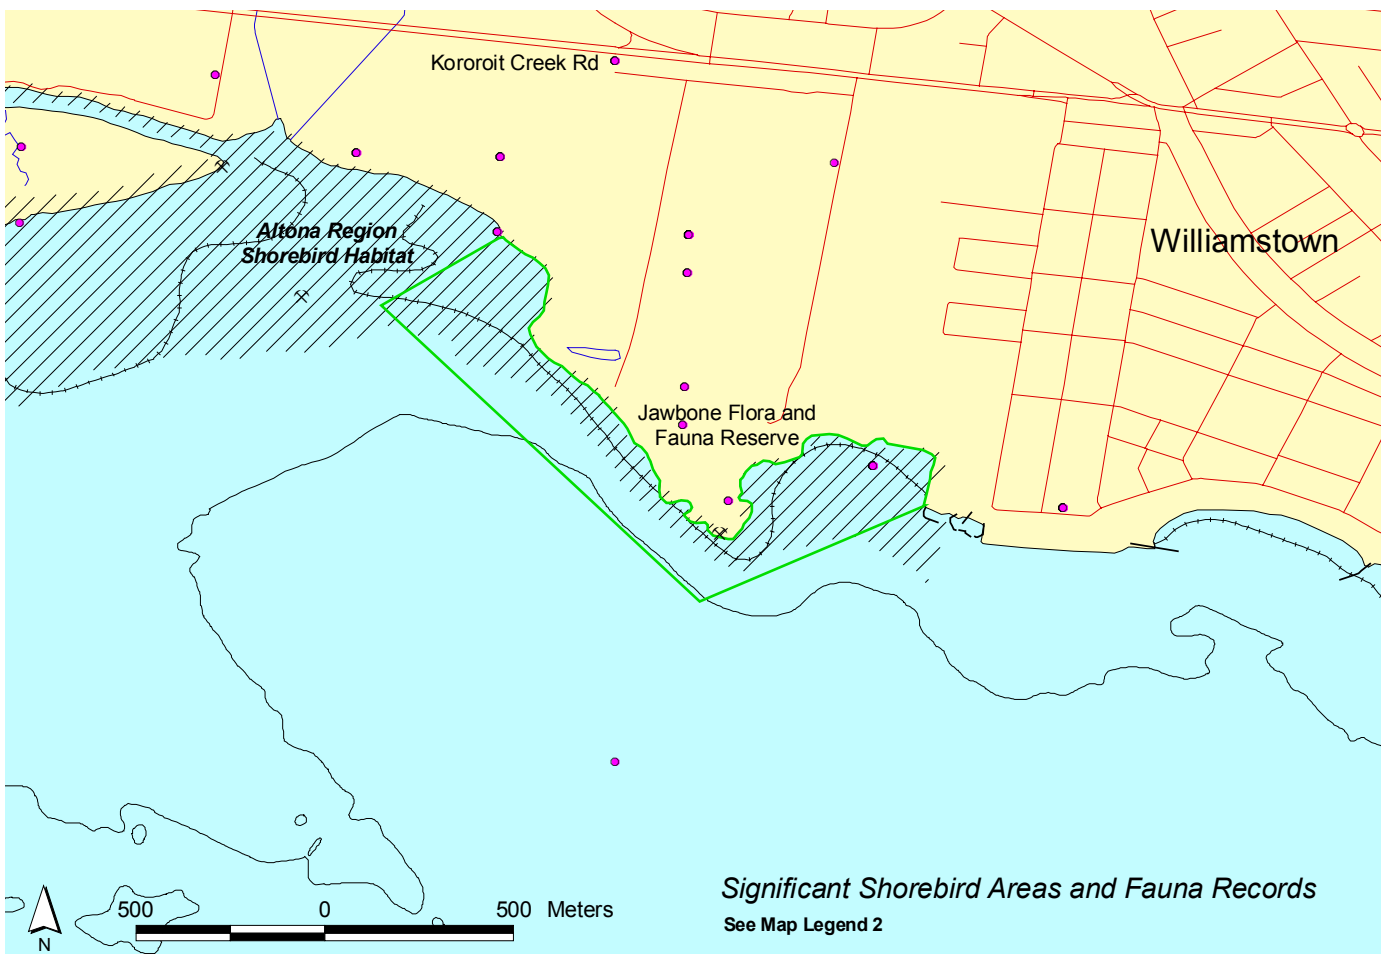 Kororoit Creek Rd
Williamstown
Altona Region
Shorebird Habitat
Jawbone Flora and
Fauna Reserve
Significant Shorebird Areas and Fauna Records
See Map Legend 2
500 0 500 Meters
N